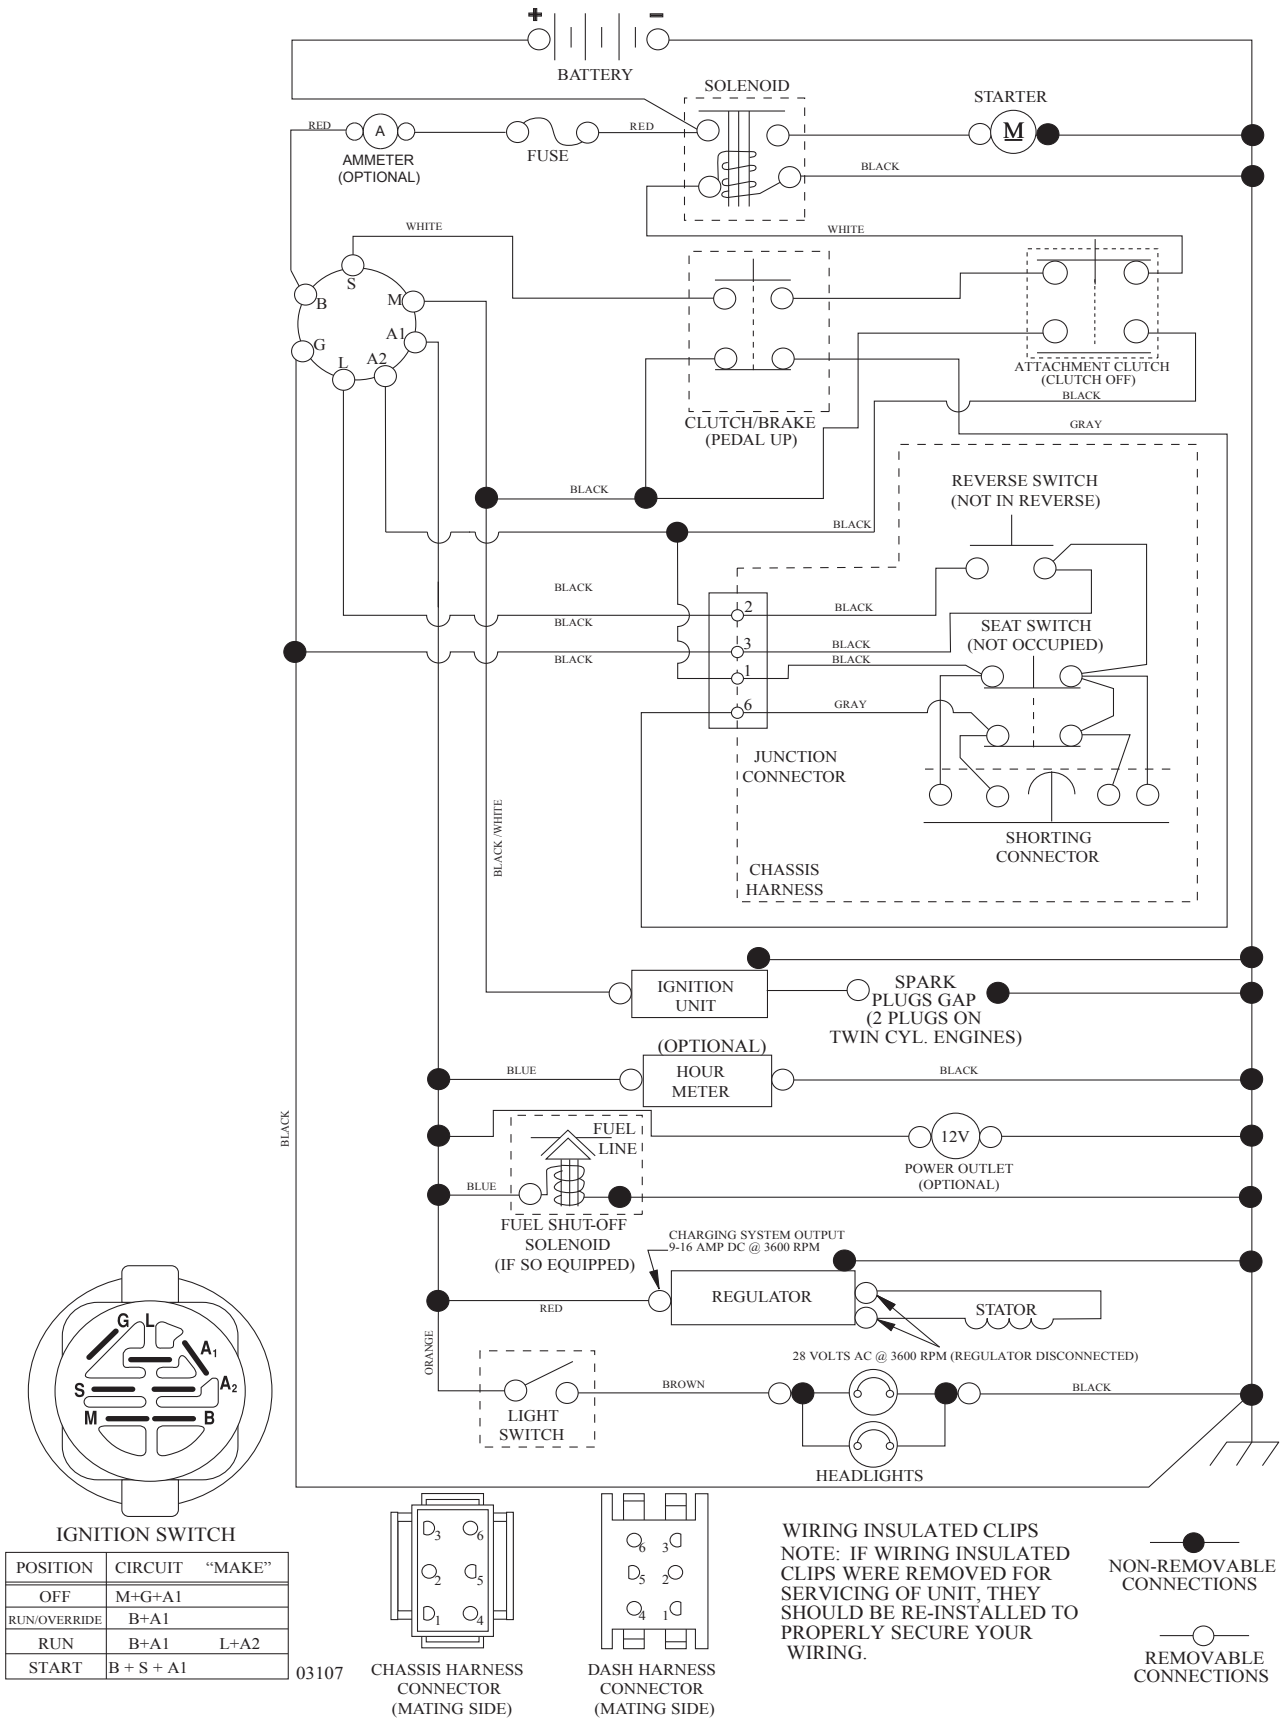 + −
BATTERY
SOLENOID
STARTER
RED
A
RED
M
AMMETER
(OPTIONAL)
FUSE
BLACK
WHITE
WHITE
S
B
M
A1
G
L
A2
ATTACHMENT CLUTCH
(CLUTCH OFF)
BLACK
CLUTCH/BRAKE
(PEDAL UP)
GRAY
REVERSE SWITCH
(NOT IN REVERSE)
BLACK
BLACK
BLACK
2
BLACK
BLACK
SEAT SWITCH
(NOT OCCUPIED)
3
BLACK
BLACK
BLACK
1
6
GRAY
JUNCTION
CONNECTOR
BLACK /WHITE
SHORTING
CONNECTOR
CHASSIS
HARNESS
IGNITION
UNIT
SPARK
PLUGS GAP
(2 PLUGS ON
TWIN CYL. ENGINES)
(OPTIONAL)
BLUE
HOUR
METER
BLACK
BLACK
FUEL
LINE
12V
POWER OUTLET
(OPTIONAL)
BLUE
FUEL SHUT-OFF
SOLENOID
(IF SO EQUIPPED)
CHARGING SYSTEM OUTPUT
9-16 AMP DC @ 3600 RPM
REGULATOR
RED
STATOR
28 VOLTS AC @ 3600 RPM (REGULATOR DISCONNECTED)
ORANGE
BROWN
BLACK
LIGHT
SWITCH
HEADLIGHTS
G L
A1
S
A2
M
B
IGNITION SWITCH
POSITION CIRCUIT “MAKE”
OFF M+G+A1
RUN/OVERRIDE B+A1
RUN B+A1 L+A2
START B + S + A1
03107
3 6
2 5
1 4
CHASSIS HARNESS
CONNECTOR
(MATING SIDE)
6 3
5 2
4 1
DASH HARNESS
CONNECTOR
(MATING SIDE)
WIRING INSULATED CLIPS
NOTE: IF WIRING INSULATED
CLIPS WERE REMOVED FOR
SERVICING OF UNIT, THEY
SHOULD BE RE-INSTALLED TO
PROPERLY SECURE YOUR
WIRING.
NON-REMOVABLE
CONNECTIONS
REMOVABLE
CONNECTIONS